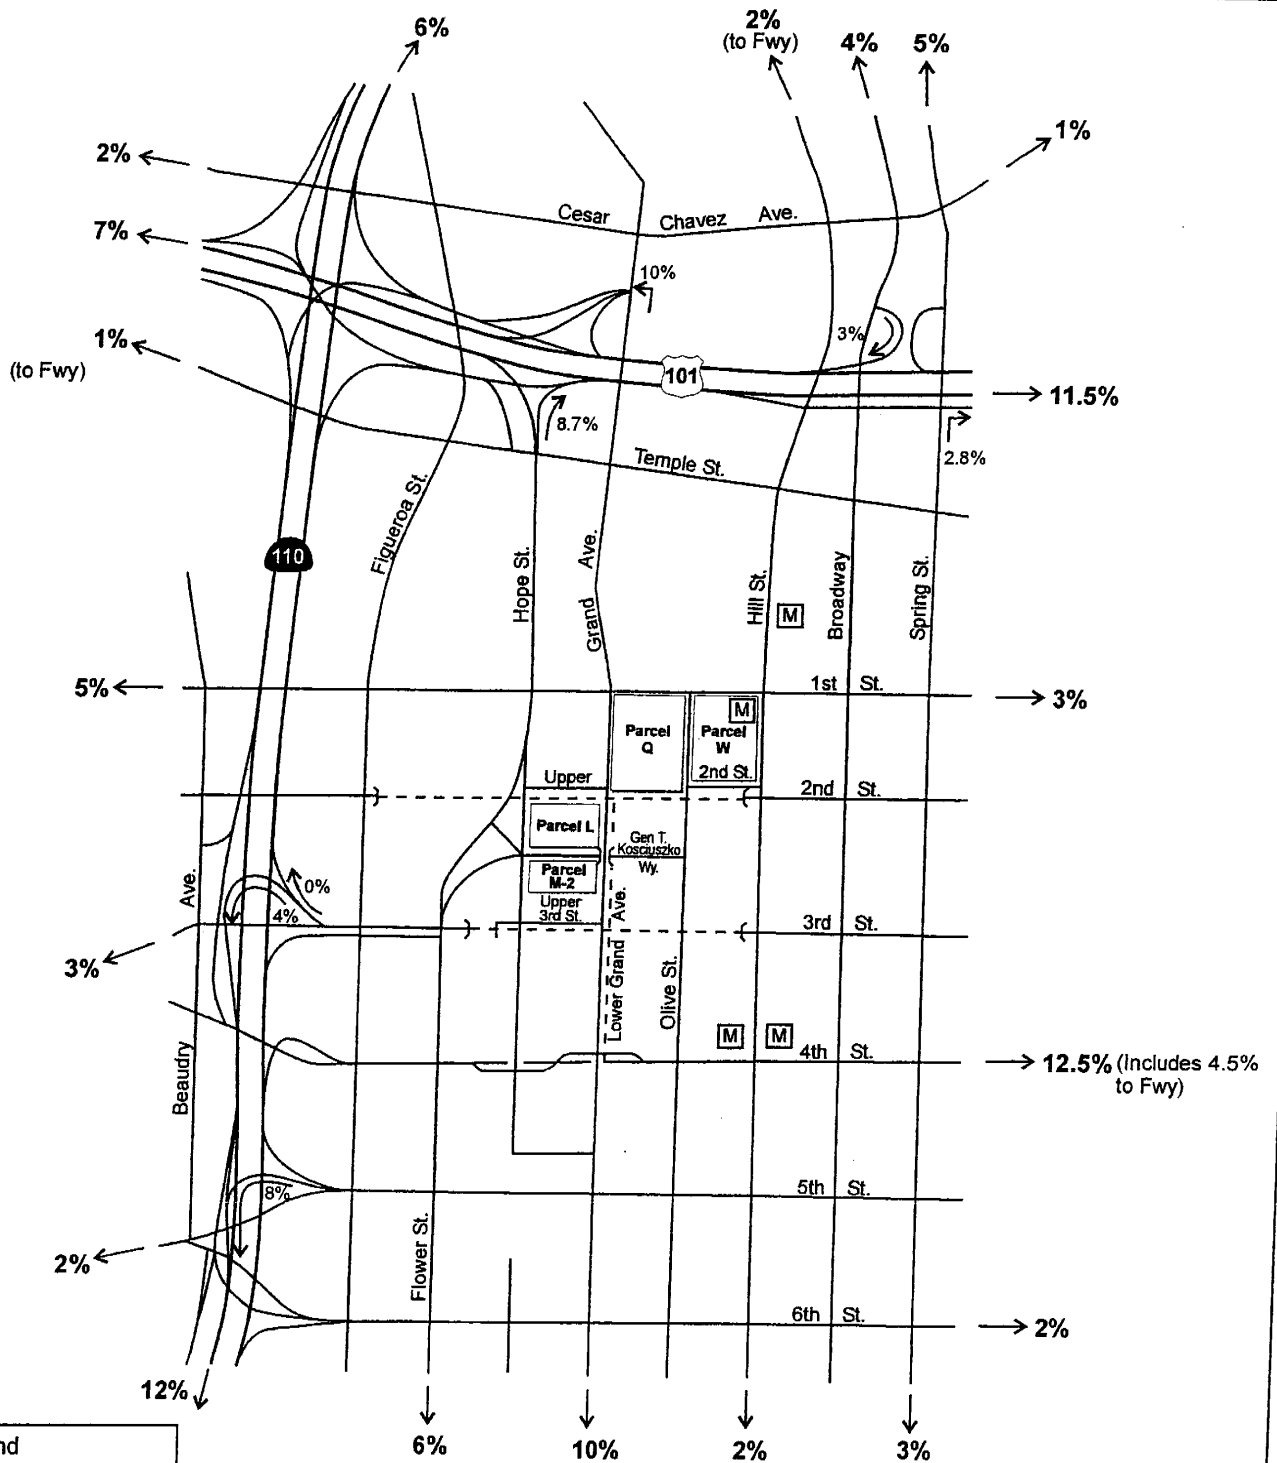 6%
2%
(to Fwy)
4%
5%
2%
1%
Cesar Chavez Ave.
7%
10%
3%
1%
(to Fwy)
101
11.5%
8.7%
2.8%
Temple St.
Figueroa St.
110
Hope St.
Grand Ave.
Hill St.
M
Broadway
Spring St.
5%
1st St.
3%
Parcel
Q
M
Parcel
W
2nd St.
Upper
2nd St.
Parcel L
Gen T.
Kosciuszko
Wy.
Parcel
M-2
Upper
3rd St.
0%
4%
Beaudry Ave.
3rd St.
3%
Lower Grand Ave.
Olive St.
M
M
4th St.
12.5% (Includes 4.5%
to Fwy)
8%
5th St.
Flower St.
2%
6th St.
2%
12%
6%
10%
2%
3%
nd